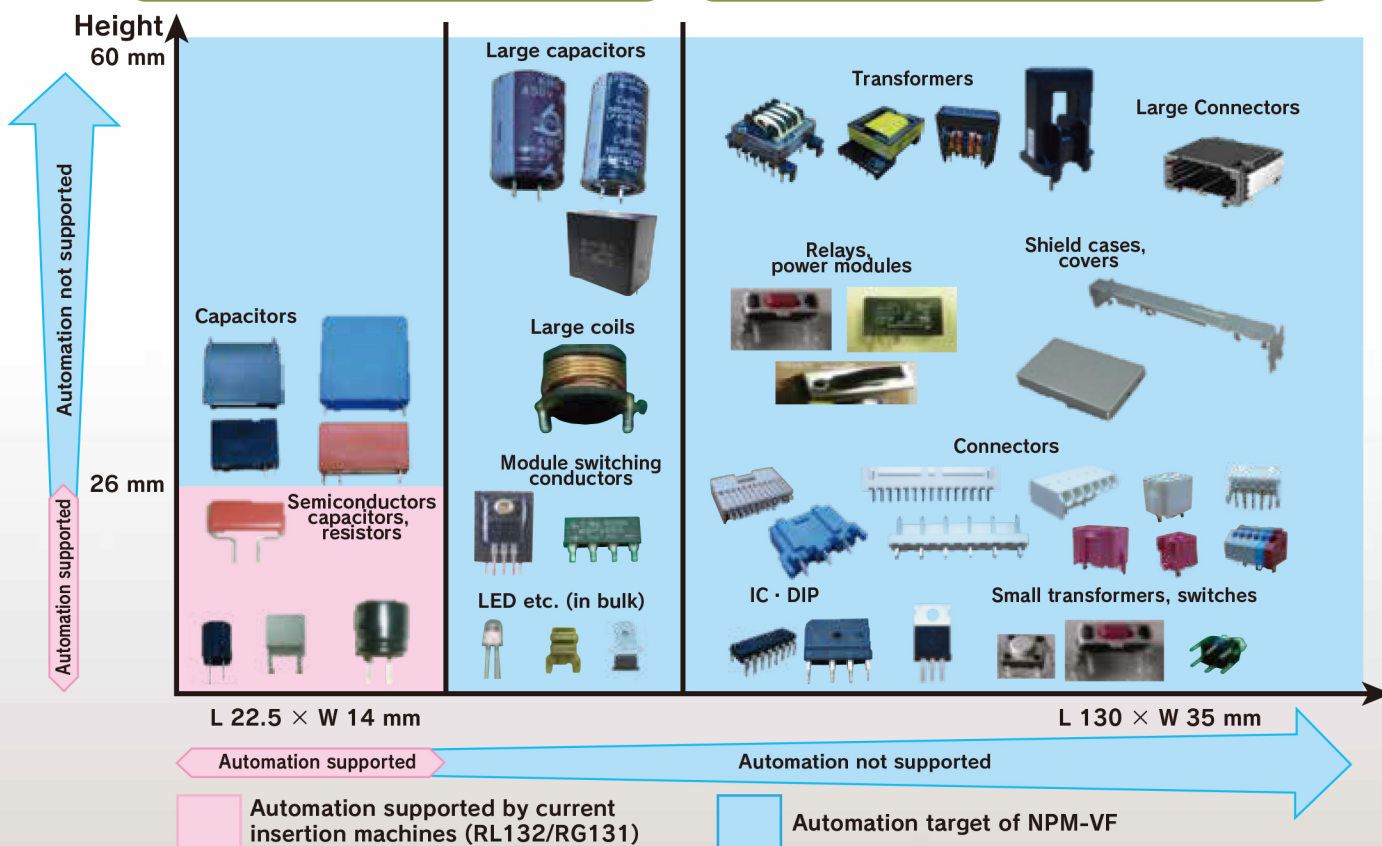 Height
60 mm
Large capacitors
Transformers
Large Connectors
Automation not supported
Relays,
power modules
Shield cases,
covers
Capacitors
Large coils
Connectors
Module switching
conductors
26 mm
Semiconductors
capacitors,
resistors
Automation supported
LED etc. (in bulk)
IC · DIP
Small transformers, switches
L 22.5 × W 14 mm
L 130 × W 35 mm
Automation supported
Automation not supported
Automation supported by current
insertion machines (RL132/RG131)
Automation target of NPM-VF